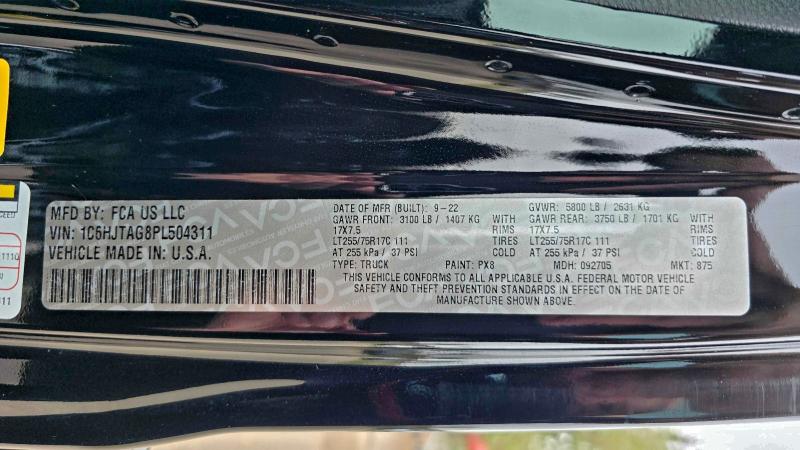 MFD BY: FCA US LLC
VIN: 1C6HJTAG8PL504311
VEHICLE MADE IN: U.S.A.
DATE OF MFR (BUILT): 9-22 GVWR: 5800 LB / 2631 KG
GAWR FRONT: 3100 LB / 1407 KG WITH GAWR REAR: 3750 LB / 1701 KG WITH
17X7.5 RIMS 17X7.5 RIMS
LT255/75R17C 111 TIRES LT255/75R17C 111 TIRES
AT 255 kPa / 37 PSI COLD AT 255 kPa / 37 PSI COLD
TYPE: TRUCK PAINT: PX8 MDH: 092705 MKT: 875
THIS VEHICLE CONFORMS TO ALL APPLICABLE U.S.A. FEDERAL MOTOR VEHICLE
SAFETY AND THEFT PREVENTION STANDARDS IN EFFECT ON THE DATE OF
MANUFACTURE SHOWN ABOVE.
1110